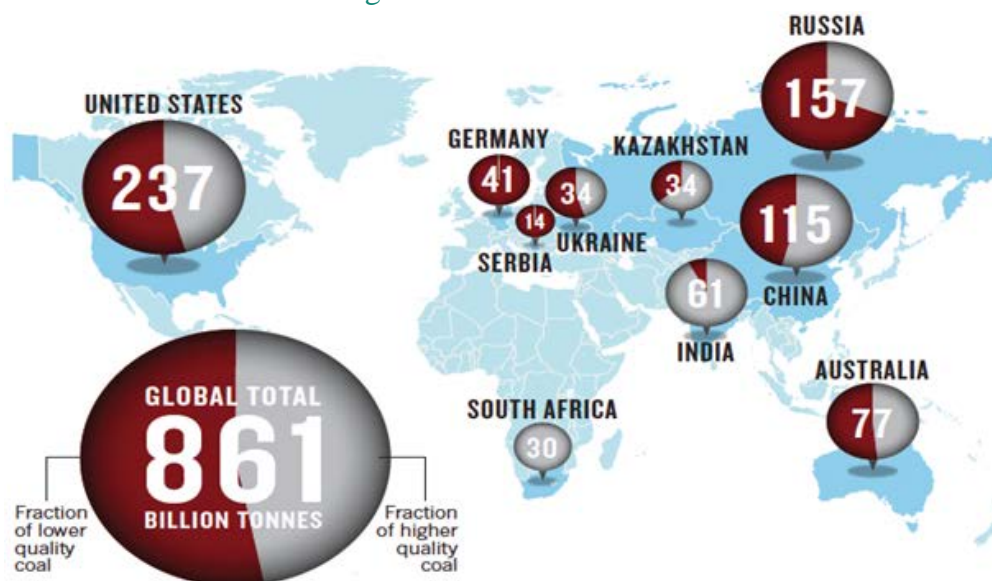 RUSSIA
157
UNITED STATES
237
GERMANY
41
KAZAKHSTAN
34
34
UKRAINE
14
SERBIA
115
CHINA
61
INDIA
AUSTRALIA
77
SOUTH AFRICA
30
GLOBAL TOTAL
861
BILLION TONNES
Fraction
of lower
quality
coal
Fraction
of higher
quality
coal